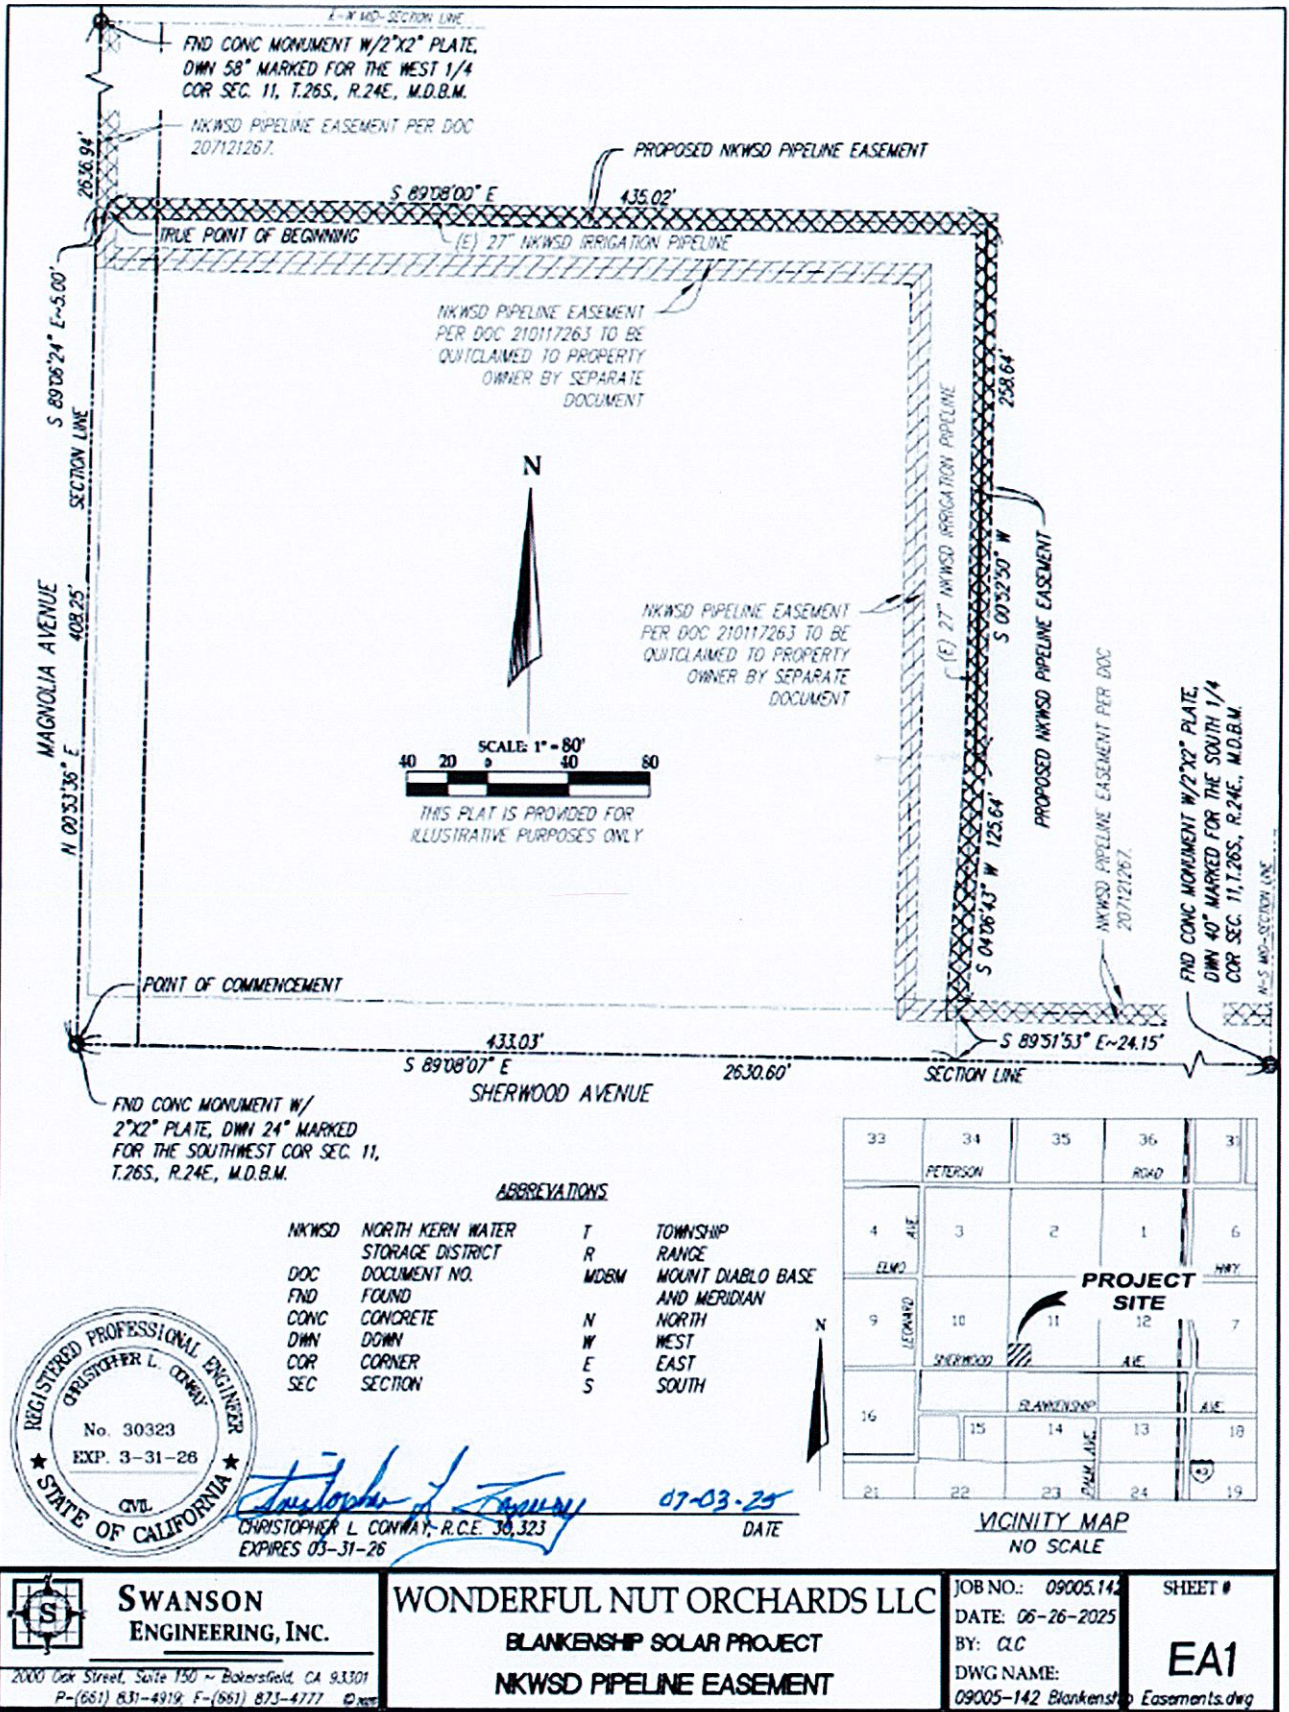 E-W MID-SECTION LINE
FND CONC MONUMENT W/2"X2" PLATE,
DWN 58" MARKED FOR THE WEST 1/4
COR SEC. 11, T.26S., R.24E., M.D.B.M.
NKWSD PIPELINE EASEMENT PER DOC
207121267.
2636.94'
PROPOSED NKWSD PIPELINE EASEMENT
S 89°08'00" E 435.02'
TRUE POINT OF BEGINNING
(E) 27" NKWSD IRRIGATION PIPELINE
S 89°06'24" E~5.00'
NKWSD PIPELINE EASEMENT
PER DOC 210117263 TO BE
QUITCLAIMED TO PROPERTY
OWNER BY SEPARATE
DOCUMENT
258.64'
S 00°52'50" W
(E) 27" NKWSD IRRIGATION PIPELINE
PROPOSED NKWSD PIPELINE EASEMENT
SECTION LINE
408.25'
N 00°53'36" E
MAGNOLIA AVENUE
N
NKWSD PIPELINE EASEMENT
PER DOC 210117263 TO BE
QUITCLAIMED TO PROPERTY
OWNER BY SEPARATE
DOCUMENT
SCALE: 1" = 80'
40 20 0 40 80
THIS PLAT IS PROVIDED FOR
ILLUSTRATIVE PURPOSES ONLY
S 04°06'43" W 125.64'
NKWSD PIPELINE EASEMENT PER DOC
207121267.
FND CONC MONUMENT W/2"X2" PLATE,
DWN 40" MARKED FOR THE SOUTH 1/4
COR SEC. 11, T.26S., R.24E., M.D.B.M.
N-S MID-SECTION LINE
POINT OF COMMENCEMENT
433.03'
S 89°51'53" E~24.15'
S 89°08'07" E
2630.60'
SECTION LINE
SHERWOOD AVENUE
FND CONC MONUMENT W/
2"X2" PLATE, DWN 24" MARKED
FOR THE SOUTHWEST COR SEC. 11,
T.26S., R.24E., M.D.B.M.
ABBREVATIONS
NKWSD NORTH KERN WATER
STORAGE DISTRICT
DOC DOCUMENT NO.
FND FOUND
CONC CONCRETE
DWN DOWN
COR CORNER
SEC SECTION
T TOWNSHIP
R RANGE
MDBM MOUNT DIABLO BASE
AND MERIDIAN
N NORTH
W WEST
E EAST
S SOUTH
33 34 35 36 31
PETERSON ROAD
4 AVE. 3 2 1 6
ELMO HWY.
PROJECT
SITE
9 LEONARD 10 11 12 7
SHERWOOD AVE.
BLANKENSHIP AVE.
16 15 14 PALM AVE. 13 18
43
21 22 23 24 19
N
VICINITY MAP
NO SCALE
REGISTERED PROFESSIONAL ENGINEER
CHRISTOPHER L. CONWAY
No. 30323
EXP. 3-31-26
CIVIL
STATE OF CALIFORNIA
Christopher L Conway 07-03-25
CHRISTOPHER L. CONWAY, R.C.E. 30,323 DATE
EXPIRES 03-31-26
S
SWANSON
ENGINEERING, INC.
2000 Oak Street, Suite 150 ~ Bakersfield, CA 93301
P-(661) 831-4919; F-(661) 873-4777
WONDERFUL NUT ORCHARDS LLC
BLANKENSHIP SOLAR PROJECT
NKWSD PIPELINE EASEMENT
JOB NO.: 09005.142
DATE: 06-26-2025
BY: CLC
DWG NAME:
09005-142 Blankenship Easements.dwg
SHEET #
EA1